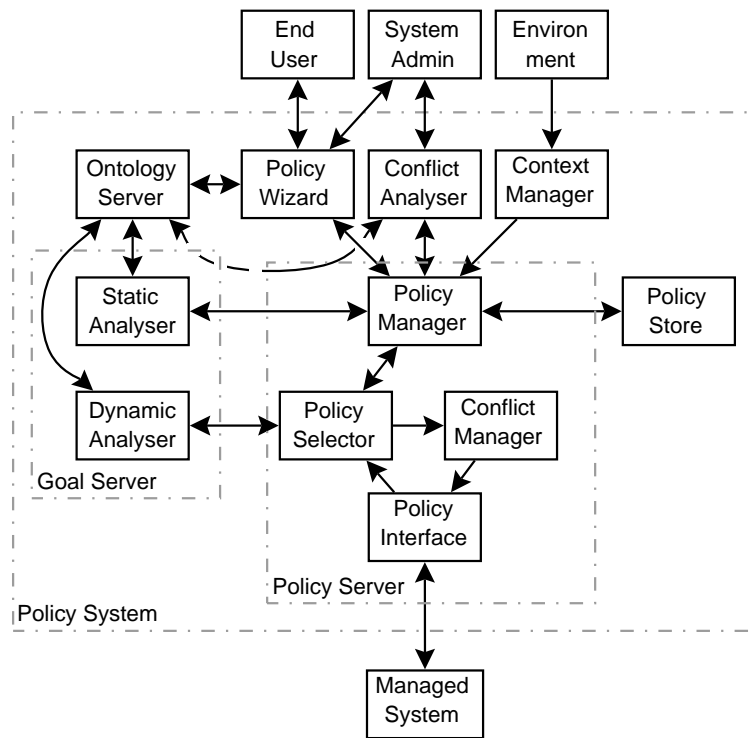 End
User
System
Admin
Environ
ment
Ontology
Server
Policy
Wizard
Conflict
Analyser
Context
Manager
Static
Analyser
Policy
Manager
Policy
Store
Dynamic
Analyser
Policy
Selector
Conflict
Manager
Goal Server
Policy
Interface
Policy Server
Policy System
Managed
System